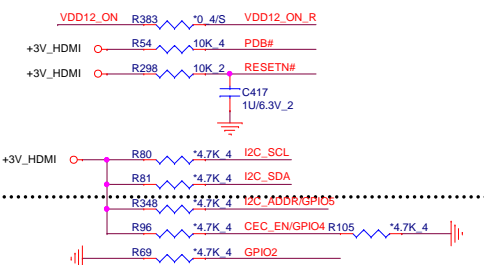 VDD12_ON R383 *0_4/S VDD12_ON_R
+3V_HDMI R54 10K_4 PDB#
+3V_HDMI R298 10K_2 RESETN#
C417
1U/6.3V_2
+3V_HDMI R80 *4.7K_4 I2C_SCL
R81 *4.7K_4 I2C_SDA
R348 *4.7K_4 I2C_ADDR/GPIO5
R96 *4.7K_4 CEC_EN/GPIO4 R105 *4.7K_4
R69 *4.7K_4 GPIO2